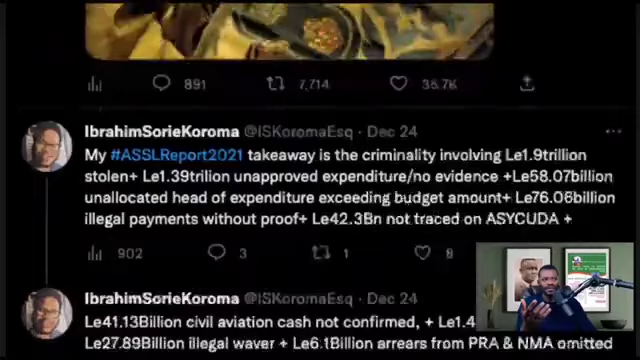 891 7,714 36.7K
IbrahimSorieKoroma @ISKoromaEsq · Dec 24
My #ASSLReport2021 takeaway is the criminality involving Le1.9trillion
stolen+ Le1.39trilion unapproved expenditure/no evidence +Le58.07billion
unallocated head of expenditure exceeding budget amount+ Le76.06billion
illegal payments without proof+ Le42.3Bn not traced on ASYCUDA +
902 3 1 8
IbrahimSorieKoroma @ISKoromaEsq · Dec 24
Le41.13Billion civil aviation cash not confirmed, + Le1.4
Le27.89Billion illegal waver + Le6.1Billion arrears from PRA & NMA omitted